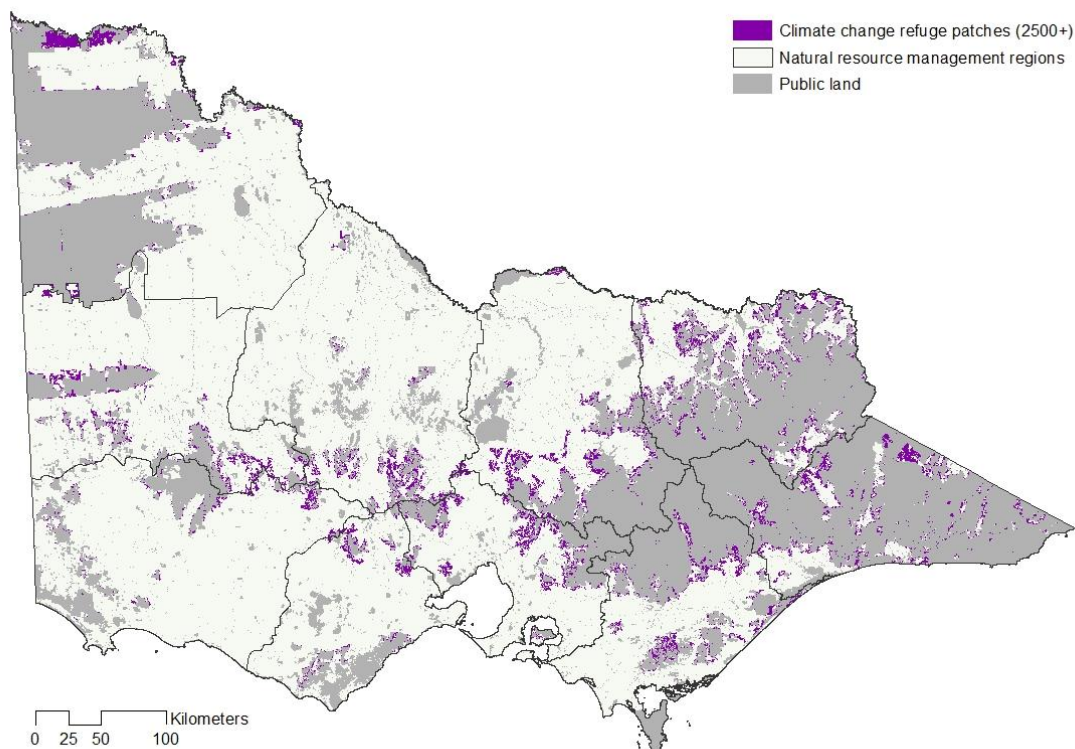 Climate change refuge patches (2500+)
Natural resource management regions
Public land
Kilometers
0 25 50 100